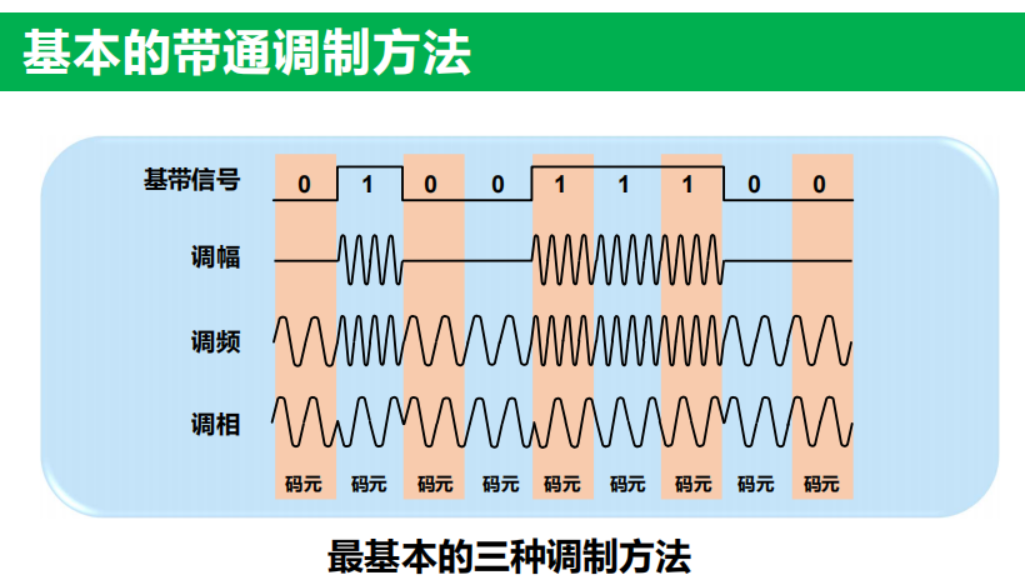 基本的带通调制方法
基带信号 0 1 0 0 1 1 1 0 0
调幅
调频
调相
码元 码元 码元 码元 码元 码元 码元 码元 码元
最基本的三种调制方法